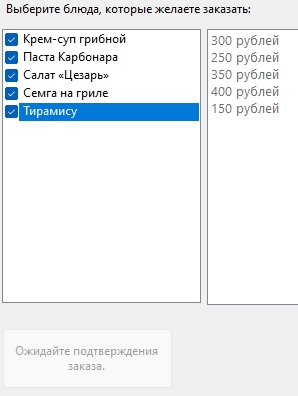 Выберите блюда, которые желаете заказать:
Крем-суп грибной
300 рублей
Паста Карбонара
250 рублей
Салат «Цезарь»
350 рублей
Семга на гриле
400 рублей
Тирамису
150 рублей
Ожидайте подтверждения
заказа.